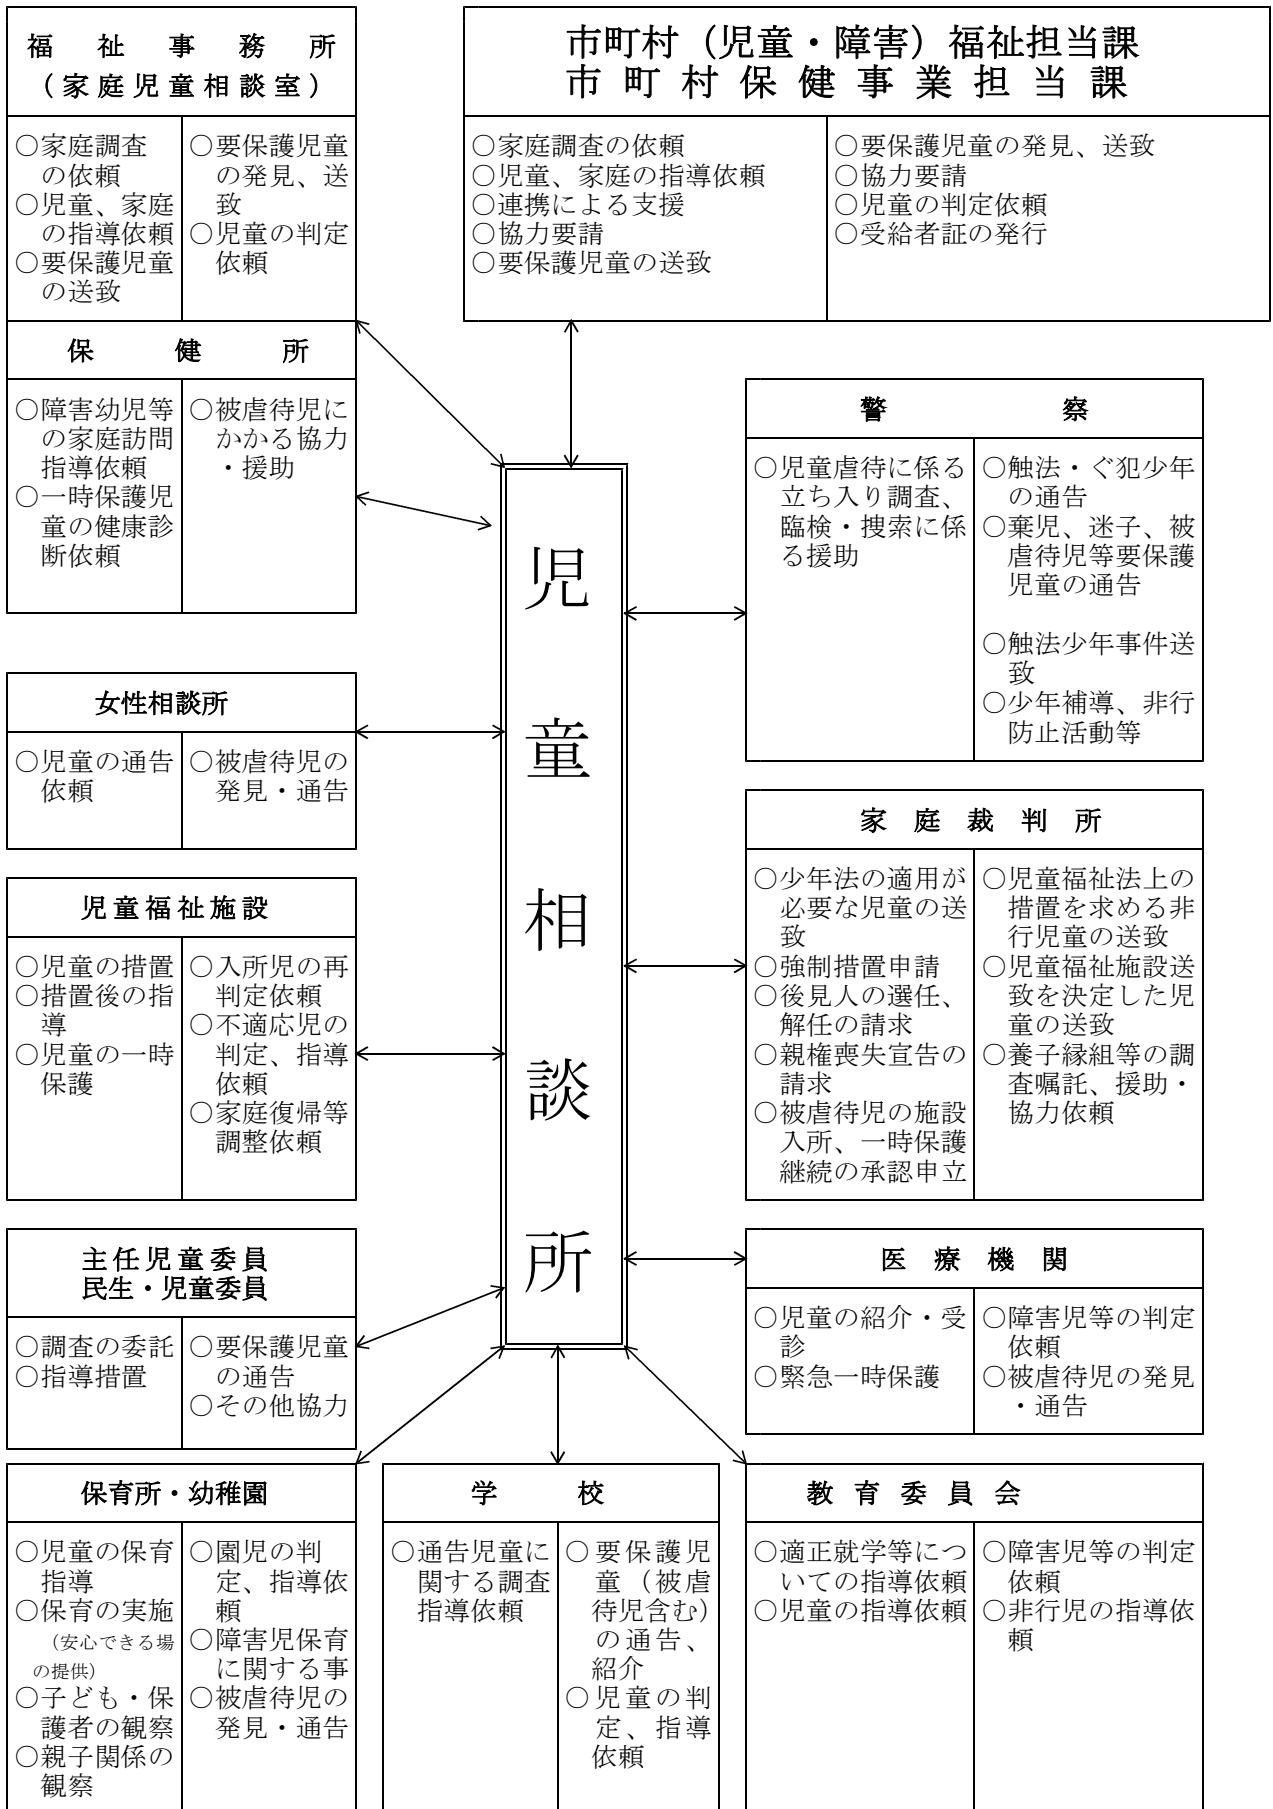 福祉事務所
（家庭児童相談室）
○家庭調査
の依頼
○児童、家庭
の指導依頼
○要保護児童
の送致
○要保護児童
の発見、送
致
○児童の判定
依頼
市町村（児童・障害）福祉担当課
市町村保健事業担当課
○家庭調査の依頼
○児童、家庭の指導依頼
○連携による支援
○協力要請
○要保護児童の送致
○要保護児童の発見、送致
○協力要請
○児童の判定依頼
○受給者証の発行
保健所
○障害幼児等
の家庭訪問
指導依頼
○一時保護児
童の健康診
断依頼
○被虐待児に
かかる協力
・援助
警察
○児童虐待に係る
立ち入り調査、
臨検・捜索に係
る援助
○触法・ぐ犯少年
の通告
○棄児、迷子、被
虐待児等要保護
児童の通告
○触法少年事件送
致
○少年補導、非行
防止活動等
児童相談所
女性相談所
○児童の通告
依頼
○被虐待児の
発見・通告
家庭裁判所
○少年法の適用が
必要な児童の送
致
○強制措置申請
○後見人の選任、
解任の請求
○親権喪失宣告の
請求
○被虐待児の施設
入所、一時保護
継続の承認申立
○児童福祉法上の
措置を求める非
行児童の送致
○児童福祉施設送
致を決定した児
童の送致
○養子縁組等の調
査嘱託、援助・
協力依頼
児童福祉施設
○児童の措置
○措置後の指
導
○児童の一時
保護
○入所児の再
判定依頼
○不適応児の
判定、指導
依頼
○家庭復帰等
調整依頼
主任児童委員
民生・児童委員
○調査の委託
○指導措置
○要保護児童
の通告
○その他協力
医療機関
○児童の紹介・受
診
○緊急一時保護
○障害児等の判定
依頼
○被虐待児の発見
・通告
保育所・幼稚園
○児童の保育
指導
○保育の実施
（安心できる場
の提供）
○子ども・保
護者の観察
○親子関係の
観察
○園児の判
定、指導依
頼
○障害児保育
に関する事
○被虐待児の
発見・通告
学校
○通告児童に
関する調査
指導依頼
○要保護児
童（被虐
待児含む）
の通告、
紹介
○児童の判
定、指導
依頼
教育委員会
○適正就学等につ
いての指導依頼
○児童の指導依頼
○障害児等の判定
依頼
○非行児の指導依
頼